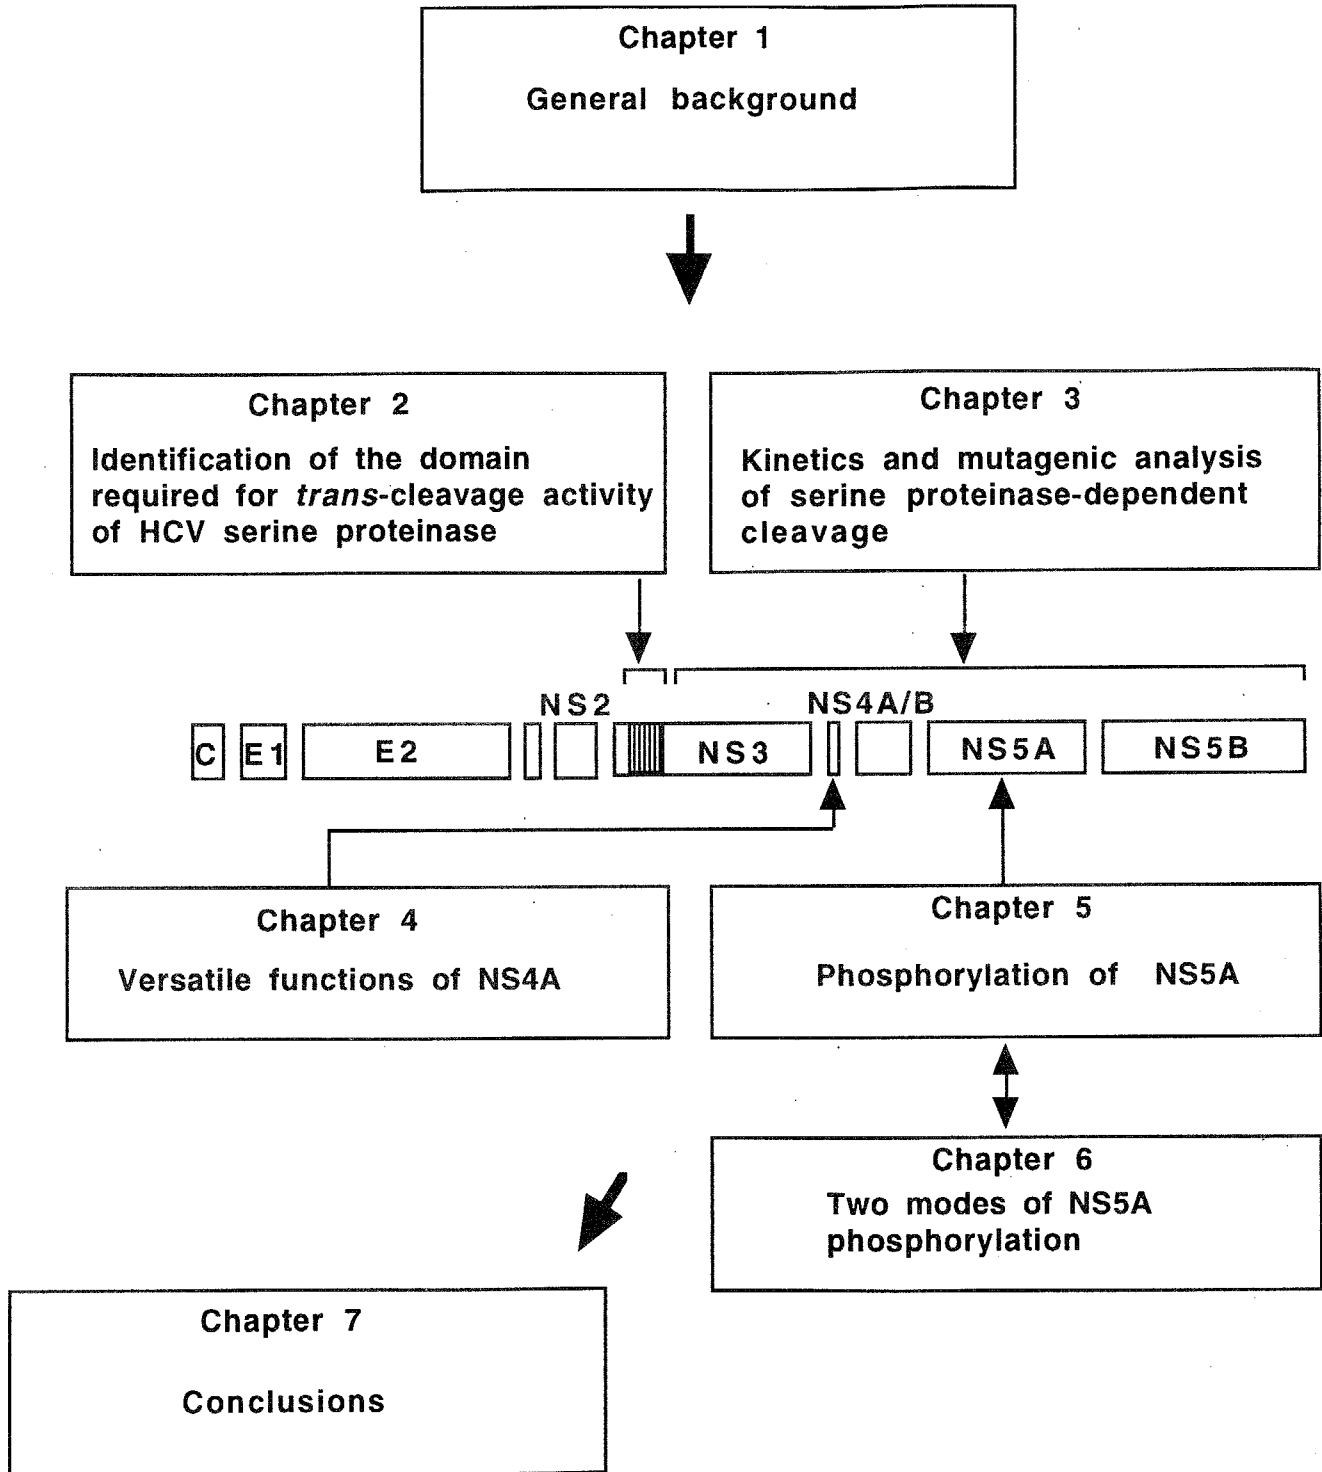 Chapter 1
General background
Chapter 2
Identification of the domain
required for trans-cleavage activity
of HCV serine proteinase
Chapter 3
Kinetics and mutagenic analysis
of serine proteinase-dependent
cleavage
NS2
NS4A/B
C
E1
E2
NS3
NS5A
NS5B
Chapter 4
Versatile functions of NS4A
Chapter 5
Phosphorylation of NS5A
Chapter 6
Two modes of NS5A
phosphorylation
Chapter 7
Conclusions